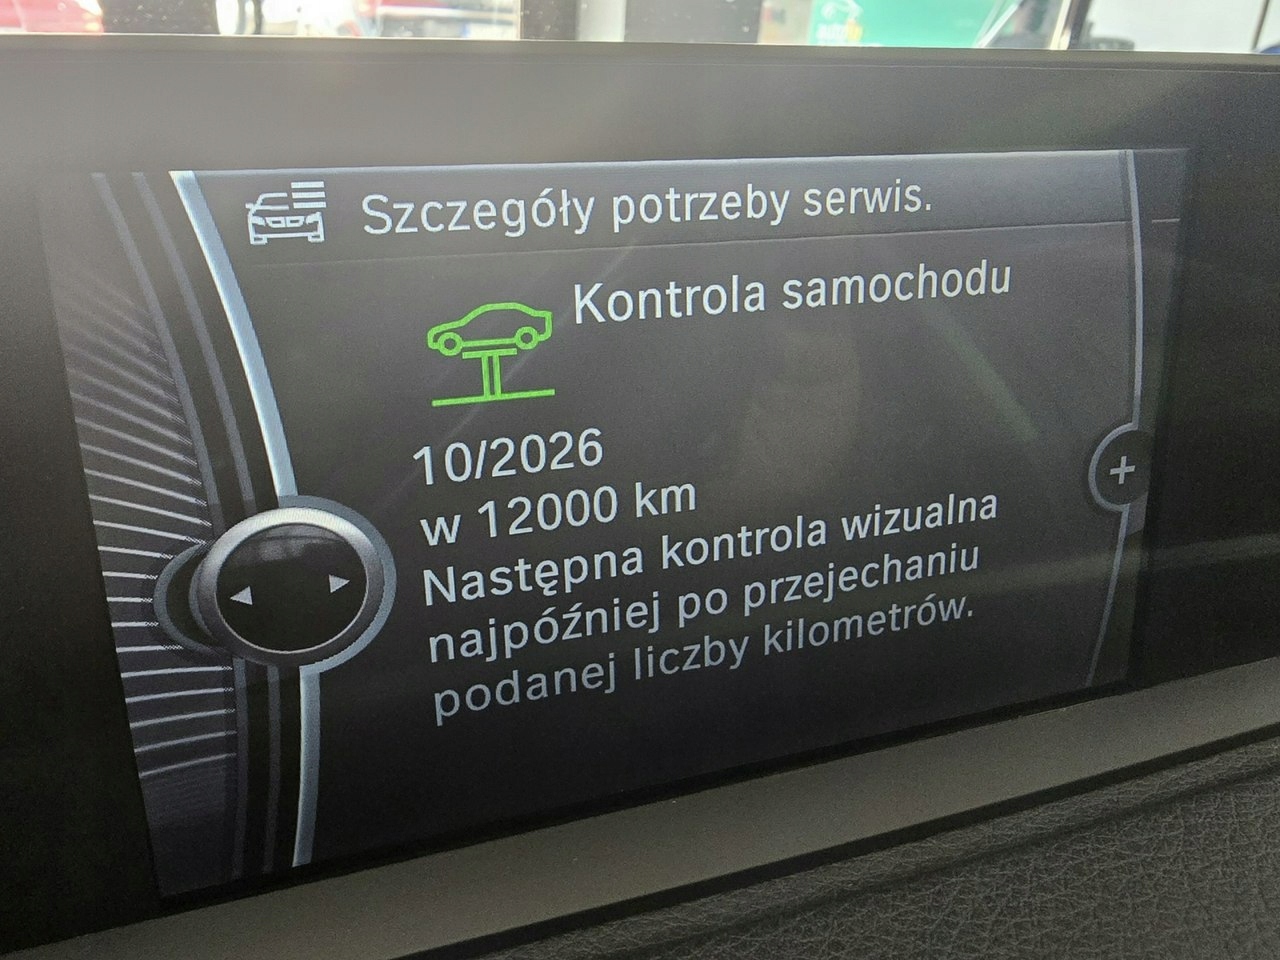 Szczegóły potrzeby serwis.
Kontrola samochodu
10/2026
w 12000 km
Następna kontrola wizualna
najpóźniej po przejechaniu
podanej liczby kilometrów.